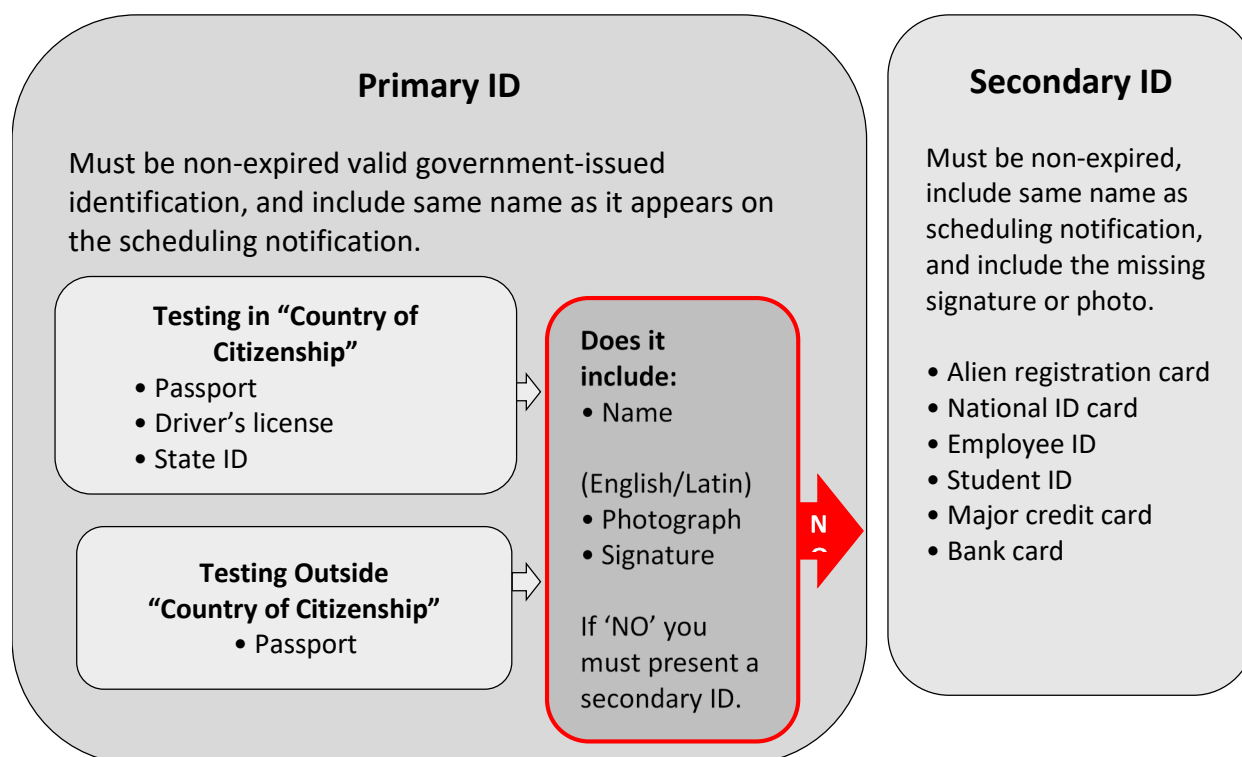 Primary ID
Must be non-expired valid government-issued
identification, and include same name as it appears on
the scheduling notification.
Testing in “Country of
Citizenship”
• Passport
• Driver’s license
• State ID
Testing Outside
“Country of Citizenship”
• Passport
Does it
include:
• Name
(English/Latin)
• Photograph
• Signature
If ‘NO’ you
must present a
secondary ID.
N
Secondary ID
Must be non-expired,
include same name as
scheduling notification,
and include the missing
signature or photo.
• Alien registration card
• National ID card
• Employee ID
• Student ID
• Major credit card
• Bank card